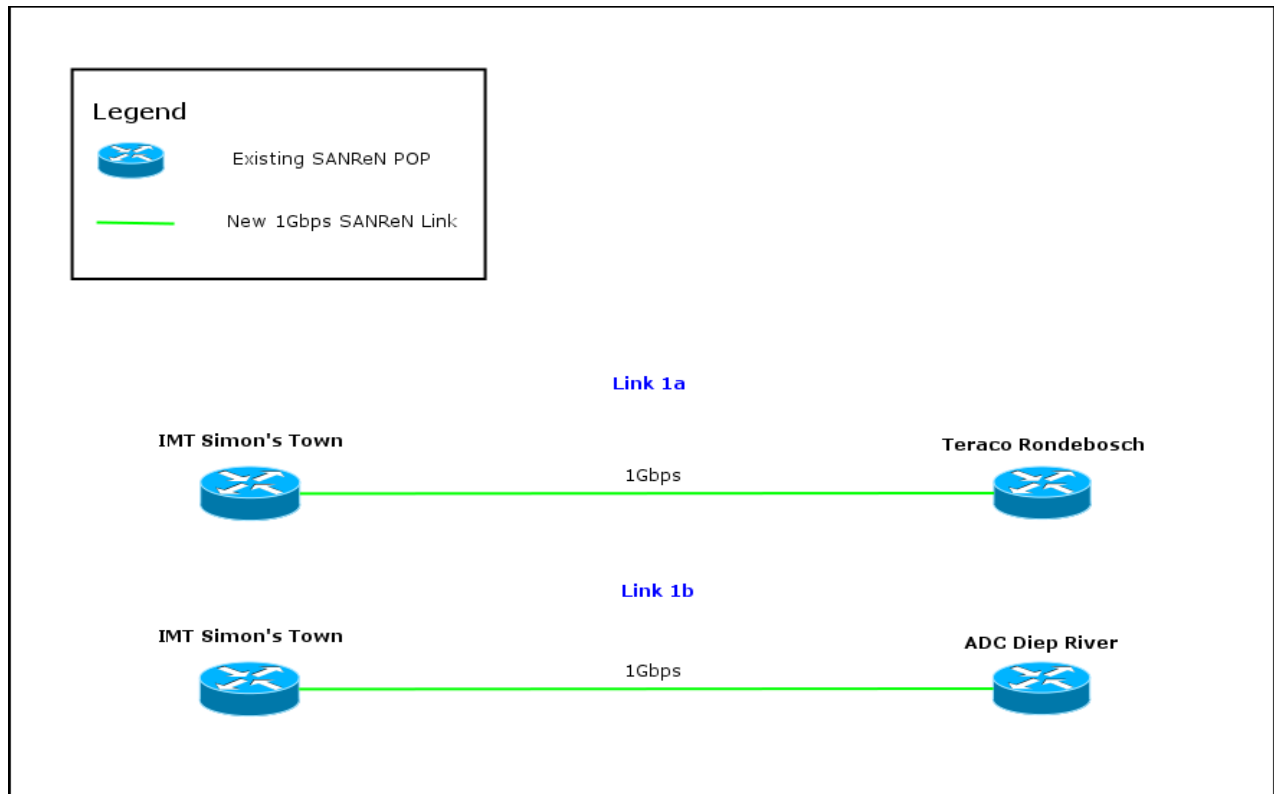 Legend
Existing SANReN POP
New 1Gbps SANReN Link
Link 1a
IMT Simon's Town
Teraco Rondebosch
1Gbps
Link 1b
IMT Simon's Town
ADC Diep River
1Gbps